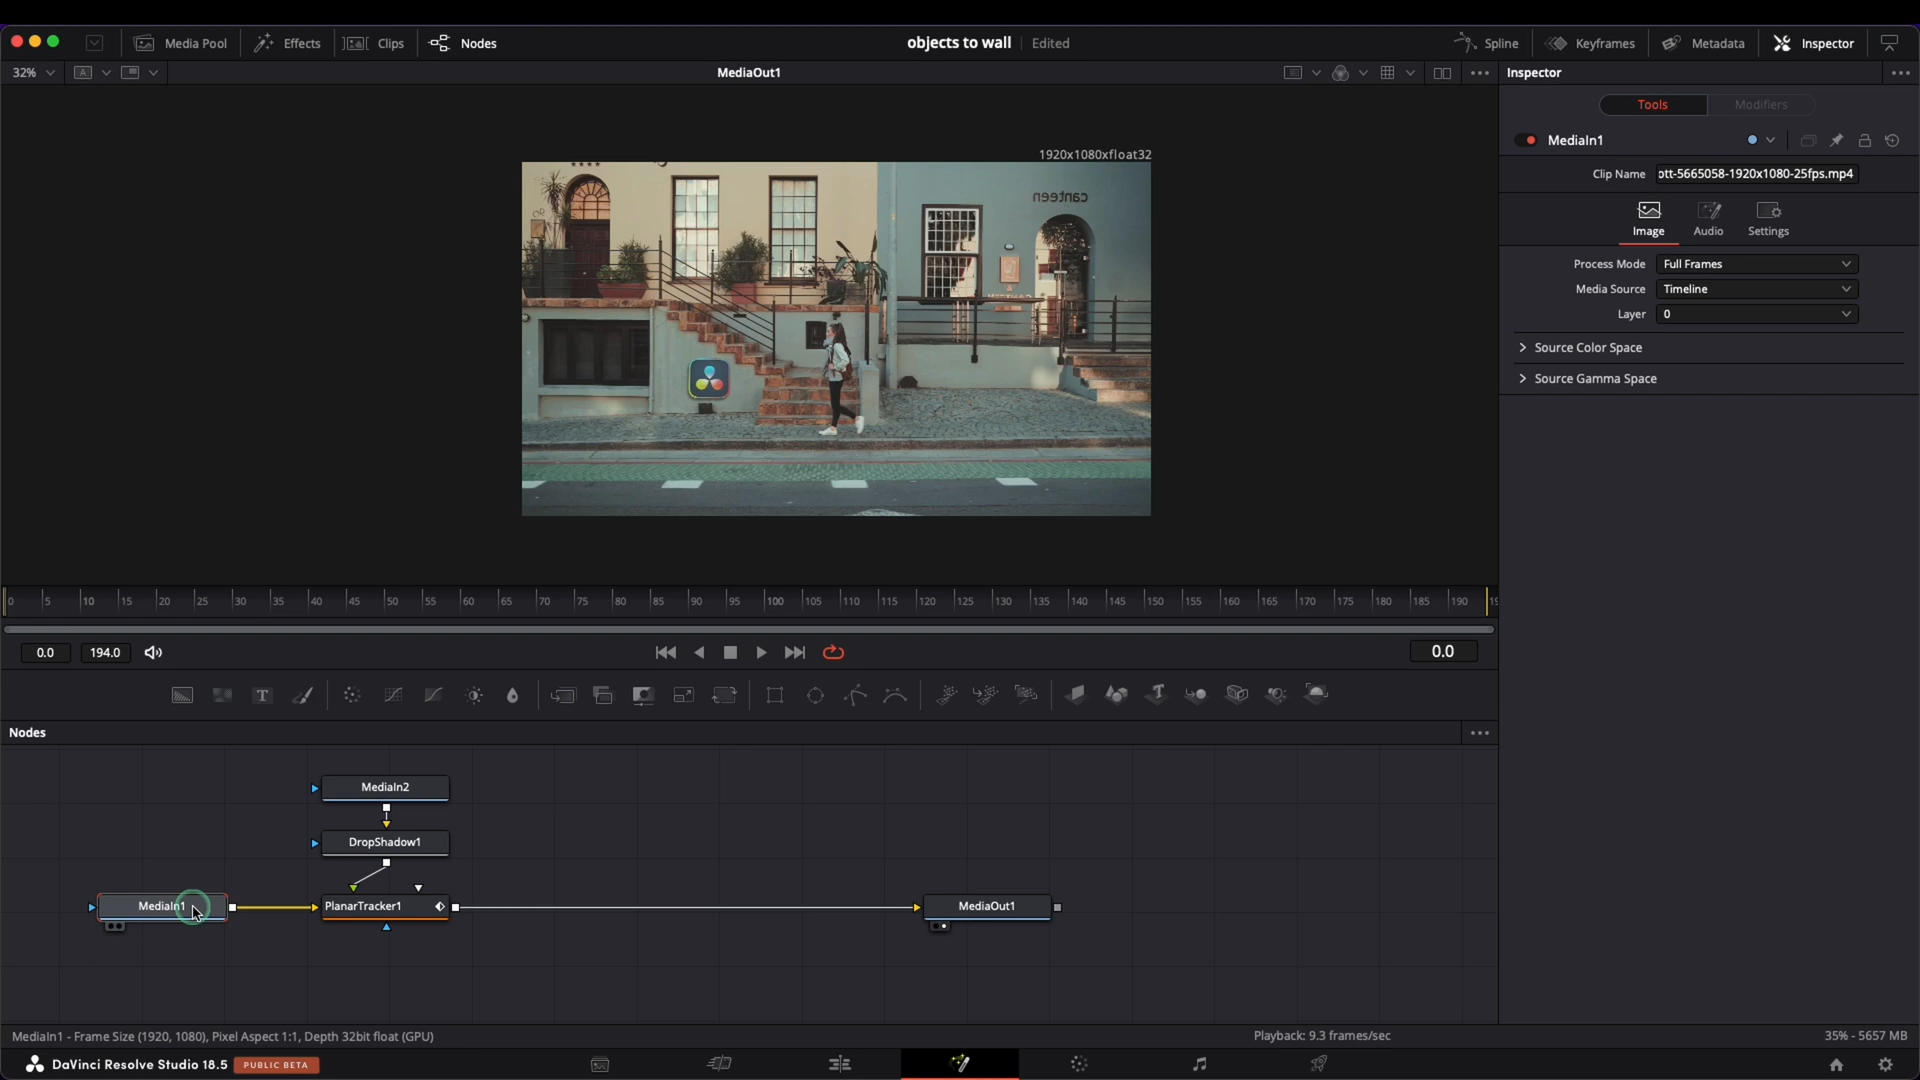 Media Pool
Effects
Clips
Nodes
objects to wall
Edited
Spline
Keyframes
Metadata
Inspector
32%
A
MediaOut1
Inspector
Tools
Modifiers
1920x1080xfloat32
MediaIn1
Clip Name
ott-5665058-1920x1080-25fps.mp4
canteen
Image
Audio
Settings
Process Mode
Full Frames
Media Source
Timeline
Layer
0
Source Color Space
Source Gamma Space
0 5 10 15 20 25 30 35 40 45 50 55 60 65 70 75 80 85 90 95 100 105 110 115 120 125 130 135 140 145 150 155 160 165 170 175 180 185 190 19
0.0
194.0
0.0
T
Nodes
MediaIn2
DropShadow1
MediaIn1
PlanarTracker1
MediaOut1
MediaIn1 - Frame Size (1920, 1080), Pixel Aspect 1:1, Depth 32bit float (GPU)
Playback: 9.3 frames/sec
35% - 5657 MB
DaVinci Resolve Studio 18.5
PUBLIC BETA